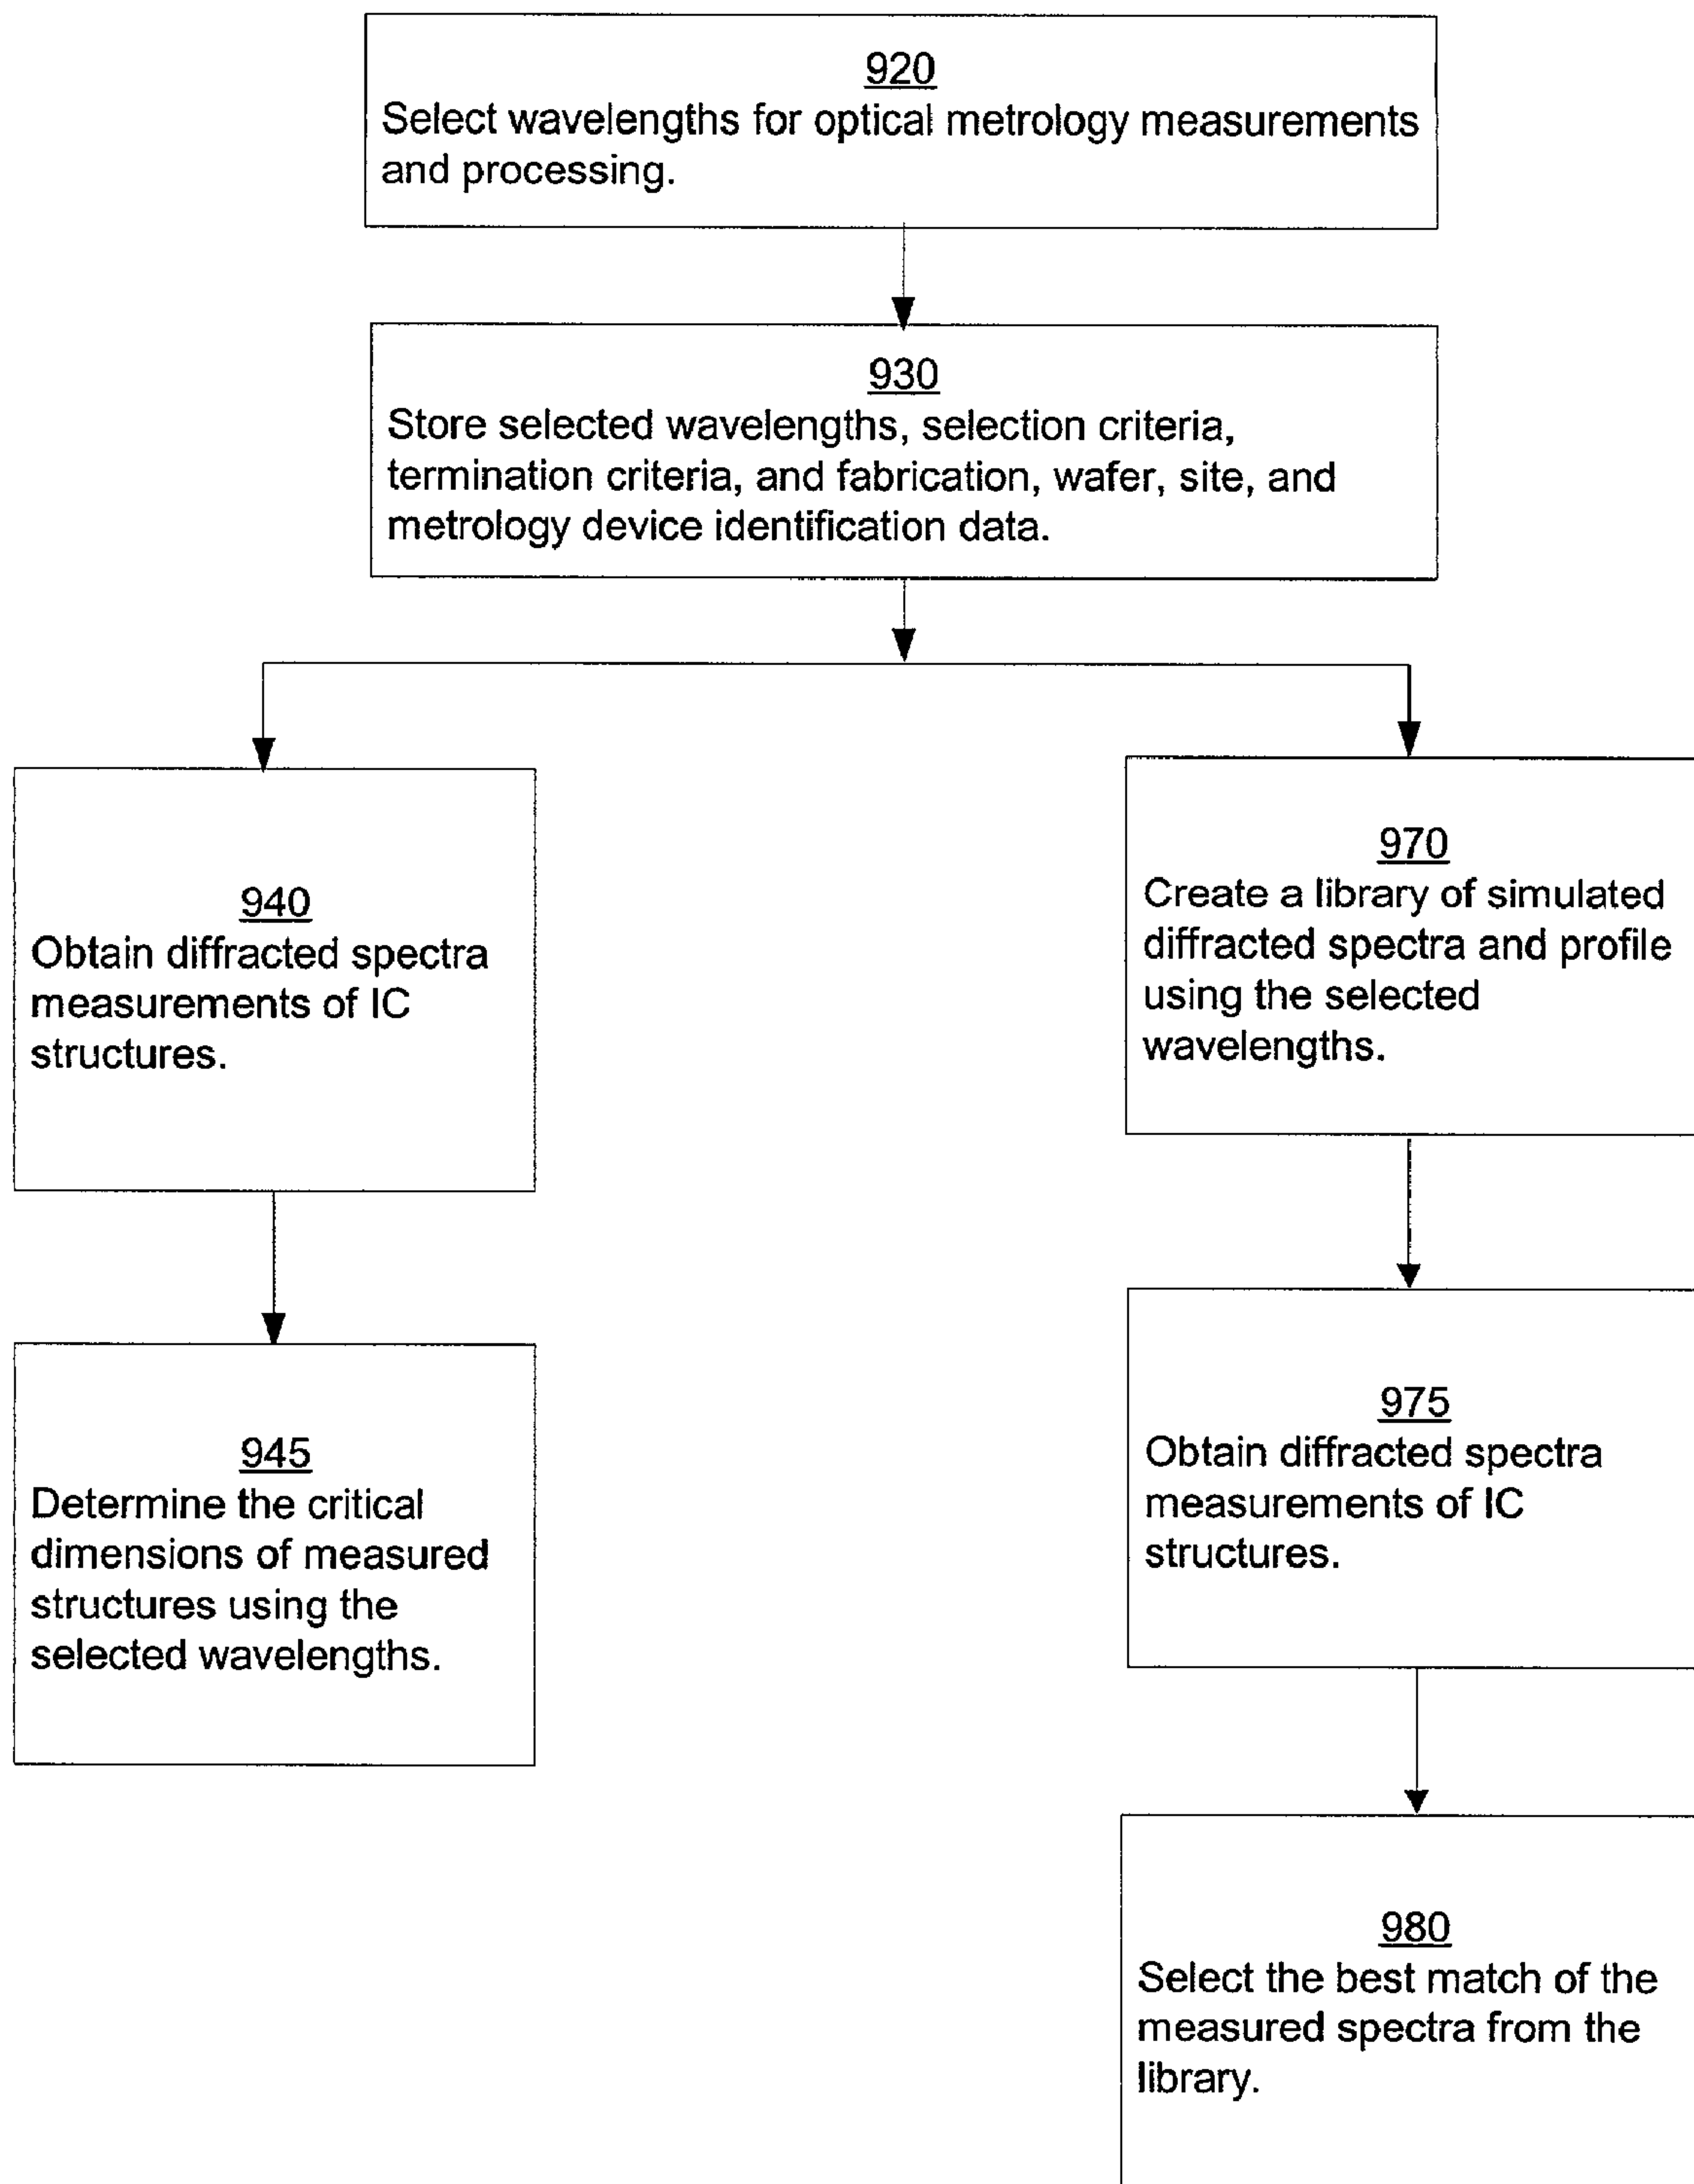 920
Select wavelengths for optical metrology measurements
and processing.
930
Store selected wavelengths, selection criteria,
termination criteria, and fabrication, wafer, site, and
metrology device identification data.
940
Obtain diffracted spectra
measurements of IC
structures.
945
Determine the critical
dimensions of measured
structures using the
selected wavelengths.
970
Create a library of simulated
diffracted spectra and profile
using the selected
wavelengths.
975
Obtain diffracted spectra
measurements of IC
structures.
980
Select the best match of the
measured spectra from the
library.